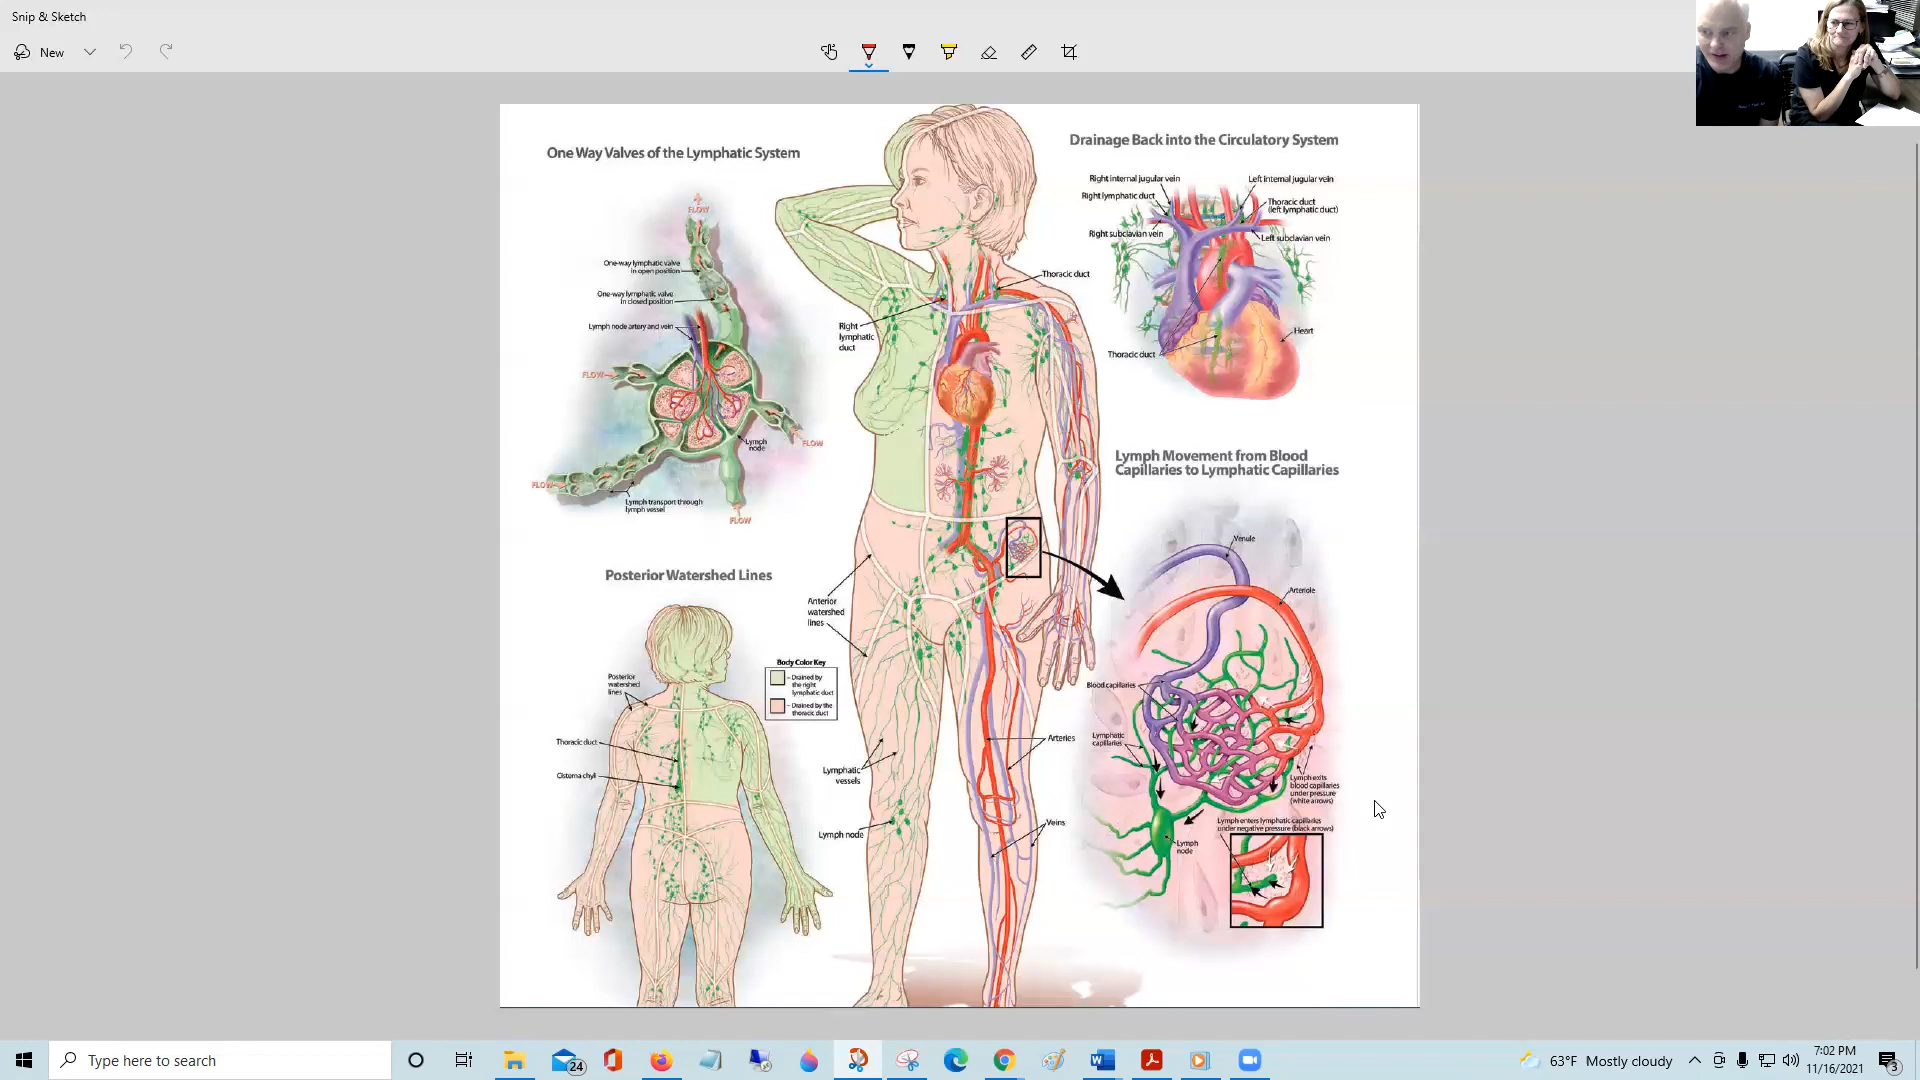 Snip & Sketch
New
One Way Valves of the Lymphatic System
FLOW
One-way lymphatic valve
in open position
One-way lymphatic valve
in closed position
Lymph node artery and vein
FLOW
Lymph
node
FLOW
FLOW
Lymph transport through
lymph vessel
FLOW
Thoracic duct
Right
lymphatic
duct
Drainage Back into the Circulatory System
Right internal jugular vein
Left internal jugular vein
Right lymphatic duct
Thoracic duct
(left lymphatic duct)
Right subclavian vein
Left subclavian vein
Heart
Thoracic duct
Lymph Movement from Blood
Capillaries to Lymphatic Capillaries
Venule
Arteriole
Blood capillaries
Lymphatic
capillaries
Lymph exits
blood capillaries
under pressure
(white arrows)
Lymph enters lymphatic capillaries
under negative pressure (black arrows)
Lymph
node
Posterior Watershed Lines
Posterior
watershed
lines
Thoracic duct
Cisterna chyli
Anterior
watershed
lines
Body Color Key
- Drained by
the right
lymphatic duct
- Drained by the
thoracic duct
Lymphatic
vessels
Lymph node
Arteries
Veins
Type here to search
24
63°F Mostly cloudy
7:02 PM
11/16/2021
3